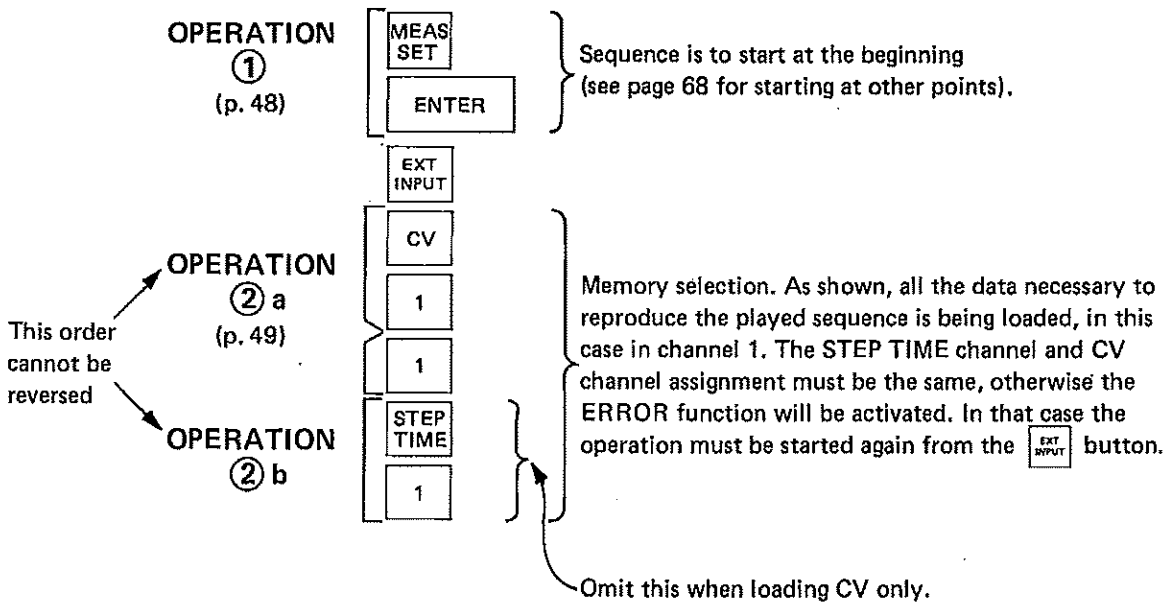 OPERATION
①
(p. 48)
MEAS
SET
ENTER
Sequence is to start at the beginning
(see page 68 for starting at other points).
EXT
INPUT
OPERATION
② a
(p. 49)
CV
1
1
This order
cannot be
reversed
OPERATION
② b
STEP
TIME
1
Memory selection. As shown, all the data necessary to
reproduce the played sequence is being loaded, in this
case in channel 1. The STEP TIME channel and CV
channel assignment must be the same, otherwise the
ERROR function will be activated. In that case the
operation must be started again from the EXT INPUT button.
Omit this when loading CV only.